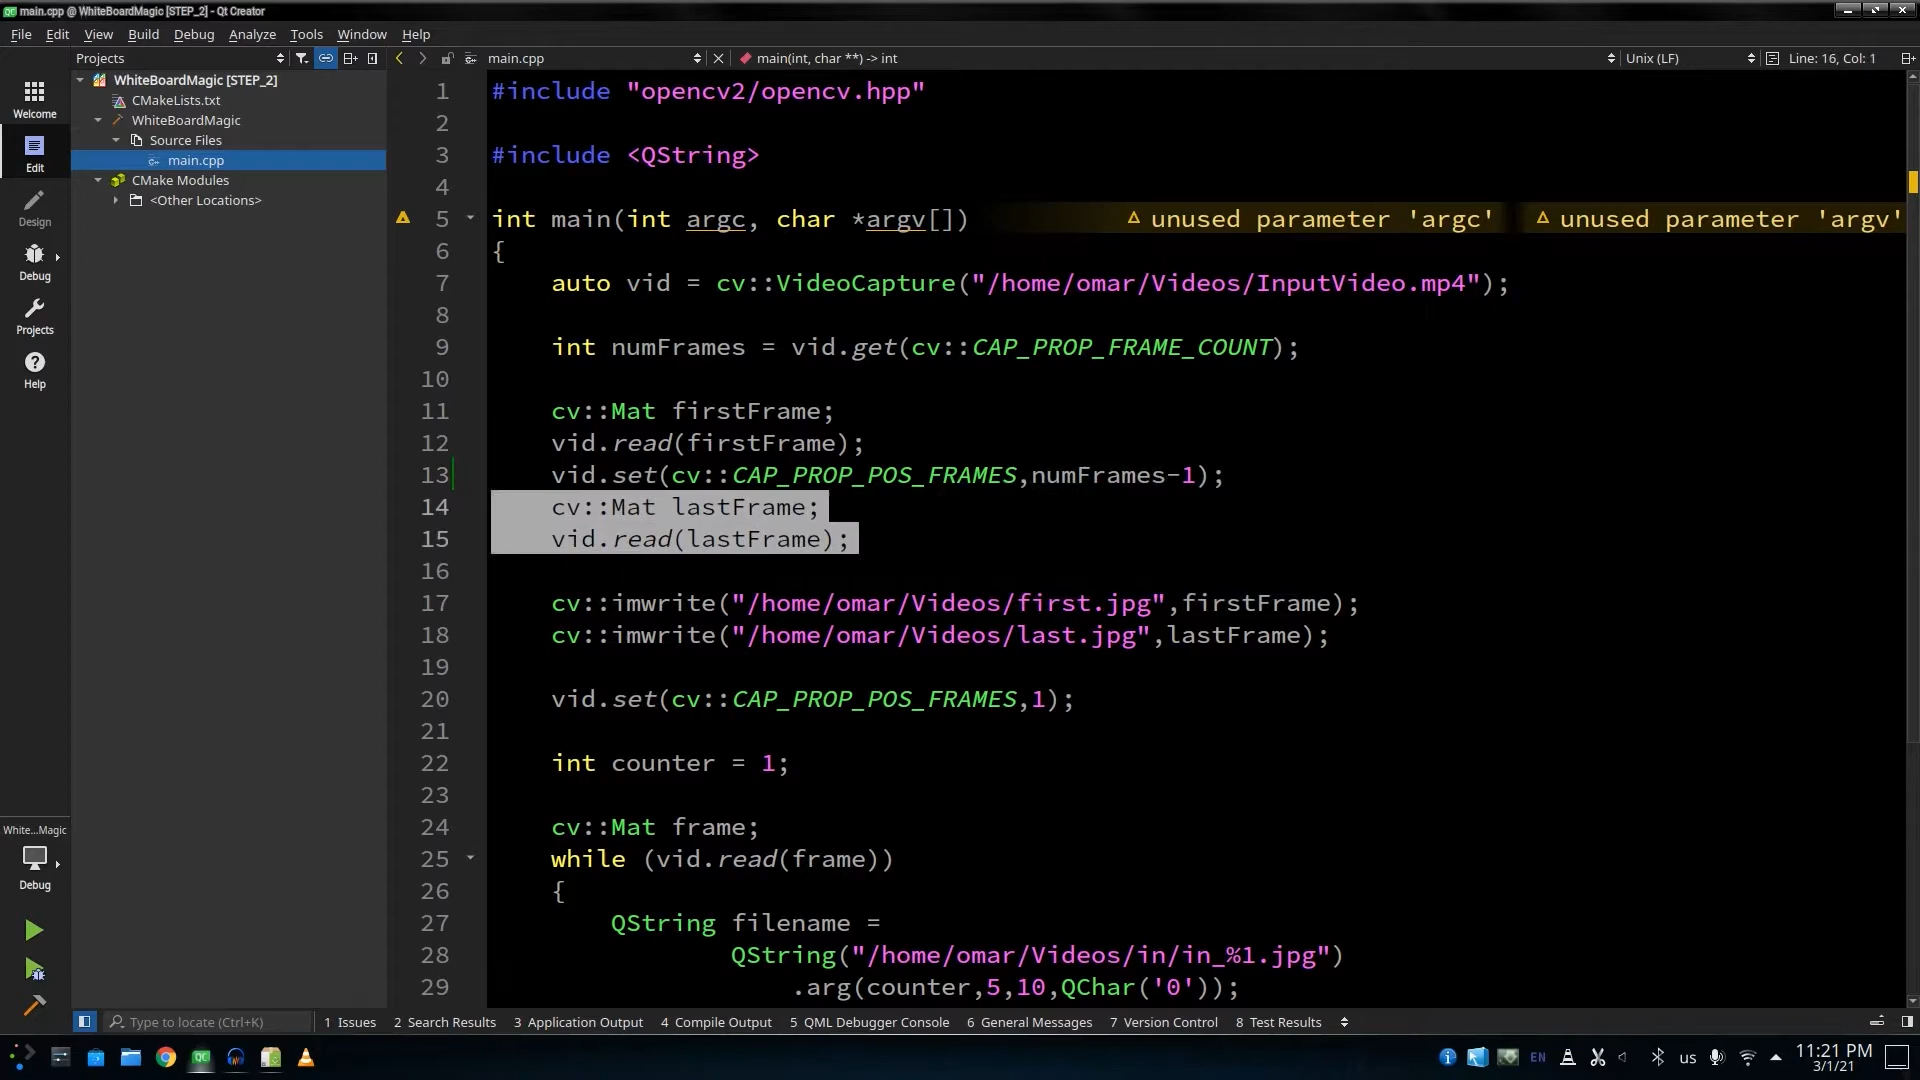 main.cpp @ WhiteBoardMagic [STEP_2] - Qt Creator
File Edit View Build Debug Analyze Tools Window Help
Projects main.cpp main(int, char **) -> int Unix (LF) Line: 16, Col: 1
WhiteBoardMagic [STEP_2]
CMakeLists.txt
WhiteBoardMagic
Source Files
main.cpp
CMake Modules
<Other Locations>
Welcome
Edit
Design
Debug
Projects
Help
White...Magic
Debug
1 #include "opencv2/opencv.hpp"
2
3 #include <QString>
4
5 int main(int argc, char *argv[]) unused parameter 'argc' unused parameter 'argv'
6 {
7 auto vid = cv::VideoCapture("/home/omar/Videos/InputVideo.mp4");
8
9 int numFrames = vid.get(cv::CAP_PROP_FRAME_COUNT);
10
11 cv::Mat firstFrame;
12 vid.read(firstFrame);
13 vid.set(cv::CAP_PROP_POS_FRAMES,numFrames-1);
14 cv::Mat lastFrame;
15 vid.read(lastFrame);
16
17 cv::imwrite("/home/omar/Videos/first.jpg",firstFrame);
18 cv::imwrite("/home/omar/Videos/last.jpg",lastFrame);
19
20 vid.set(cv::CAP_PROP_POS_FRAMES,1);
21
22 int counter = 1;
23
24 cv::Mat frame;
25 while (vid.read(frame))
26 {
27 QString filename =
28 QString("/home/omar/Videos/in/in_%1.jpg")
29 .arg(counter,5,10,QChar('0'));
Type to locate (Ctrl+K) 1 Issues 2 Search Results 3 Application Output 4 Compile Output 5 QML Debugger Console 6 General Messages 7 Version Control 8 Test Results
EN us 11:21 PM
3/1/21